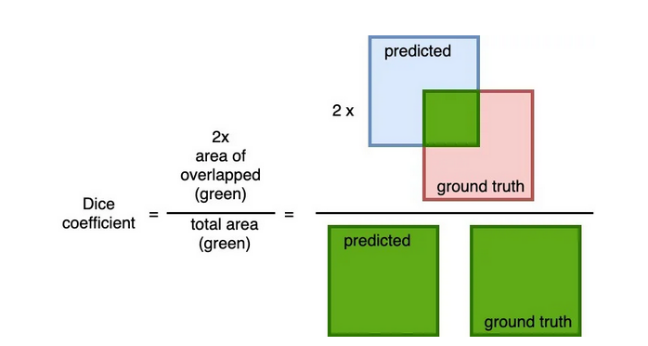 Dice
coefficient
=
2x
area of
overlapped
(green)
total area
(green)
=
2 x
predicted
ground truth
predicted
ground truth